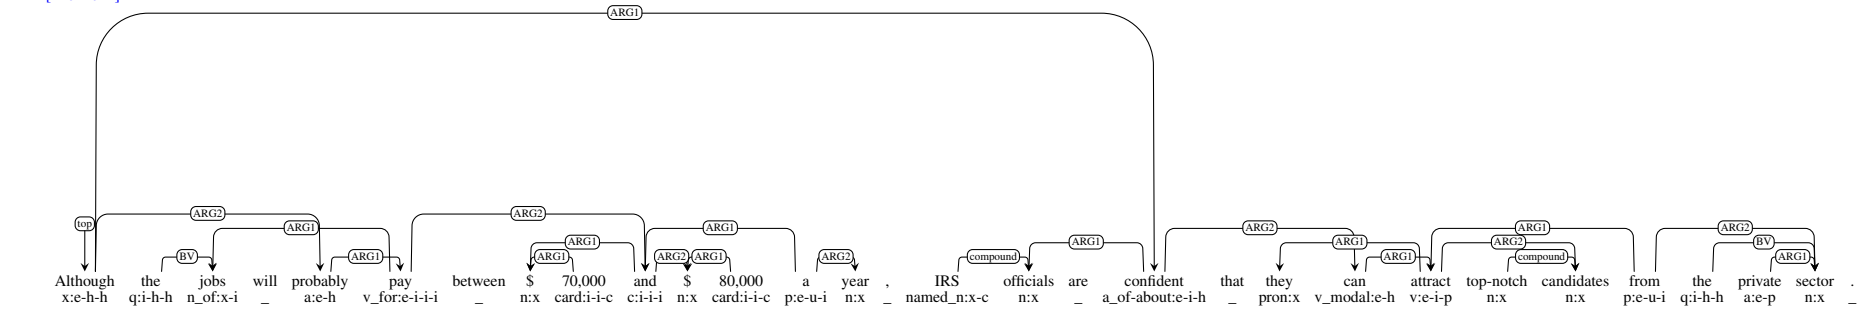 ARG1
top ARG2 ARG2
ARG1 ARG1 ARG2 ARG1 ARG2
ARG1 ARG1 ARG1 ARG2 BV
BV ARG1 ARG1 ARG2 ARG1 ARG2 compound ARG1 compound ARG1
Although the jobs will probably pay between $ 70,000 and $ 80,000 a year , IRS officials are confident that they can attract top-notch candidates from the private sector .
x:e-h-h q:i-h-h n_of:x-i _ a:e-h v_for:e-i-i-i _ n:x card:i-i-c c:i-i-i n:x card:i-i-c p:e-u-i n:x _ named_n:x-c n:x _ a_of-about:e-i-h _ pron:x v_modal:e-h v:e-i-p n:x n:x p:e-u-i q:i-h-h a:e-p n:x _